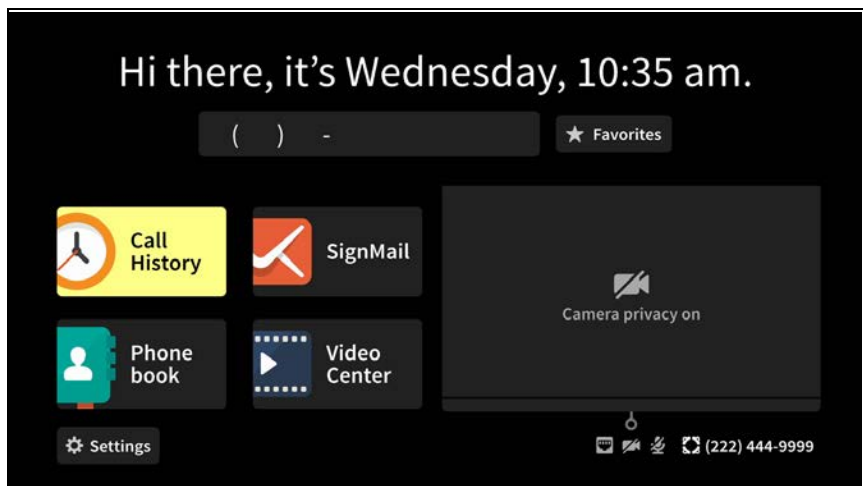 Hi there, it's Wednesday, 10:35 am.
( ) -
Favorites
Call
History
SignMail
Camera privacy on
Phone
book
Video
Center
Settings
(222) 444-9999